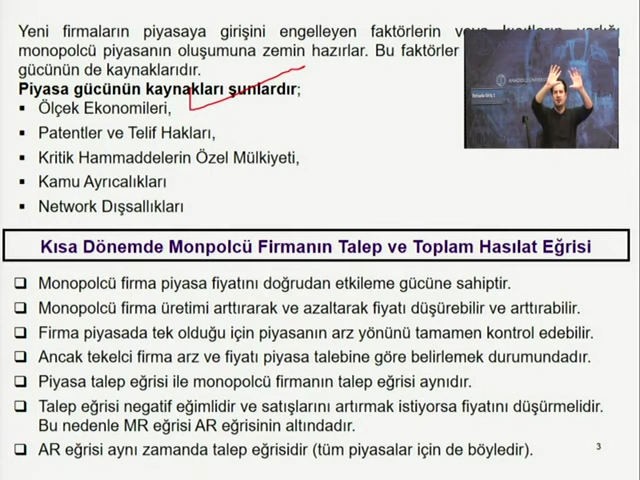 Yeni firmaların piyasaya girişini engelleyen faktörlerin veya kısıtların varlığı
monopolcü piyasanın oluşumuna zemin hazırlar. Bu faktörler
gücünün de kaynaklarıdır.
Piyasa gücünün kaynakları şunlardır;
▪ Ölçek Ekonomileri,
▪ Patentler ve Telif Hakları,
▪ Kritik Hammaddelerin Özel Mülkiyeti,
▪ Kamu Ayrıcalıkları
▪ Network Dışsallıkları
Kısa Dönemde Monpolcü Firmanın Talep ve Toplam Hasılat Eğrisi
❑ Monopolcü firma piyasa fiyatını doğrudan etkileme gücüne sahiptir.
❑ Monopolcü firma üretimi arttırarak ve azaltarak fiyatı düşürebilir ve arttırabilir.
❑ Firma piyasada tek olduğu için piyasanın arz yönünü tamamen kontrol edebilir.
❑ Ancak tekelci firma arz ve fiyatı piyasa talebine göre belirlemek durumundadır.
❑ Piyasa talep eğrisi ile monopolcü firmanın talep eğrisi aynıdır.
❑ Talep eğrisi negatif eğimlidir ve satışlarını artırmak istiyorsa fiyatını düşürmelidir.
Bu nedenle MR eğrisi AR eğrisinin altındadır.
❑ AR eğrisi aynı zamanda talep eğrisidir (tüm piyasalar için de böyledir).
3